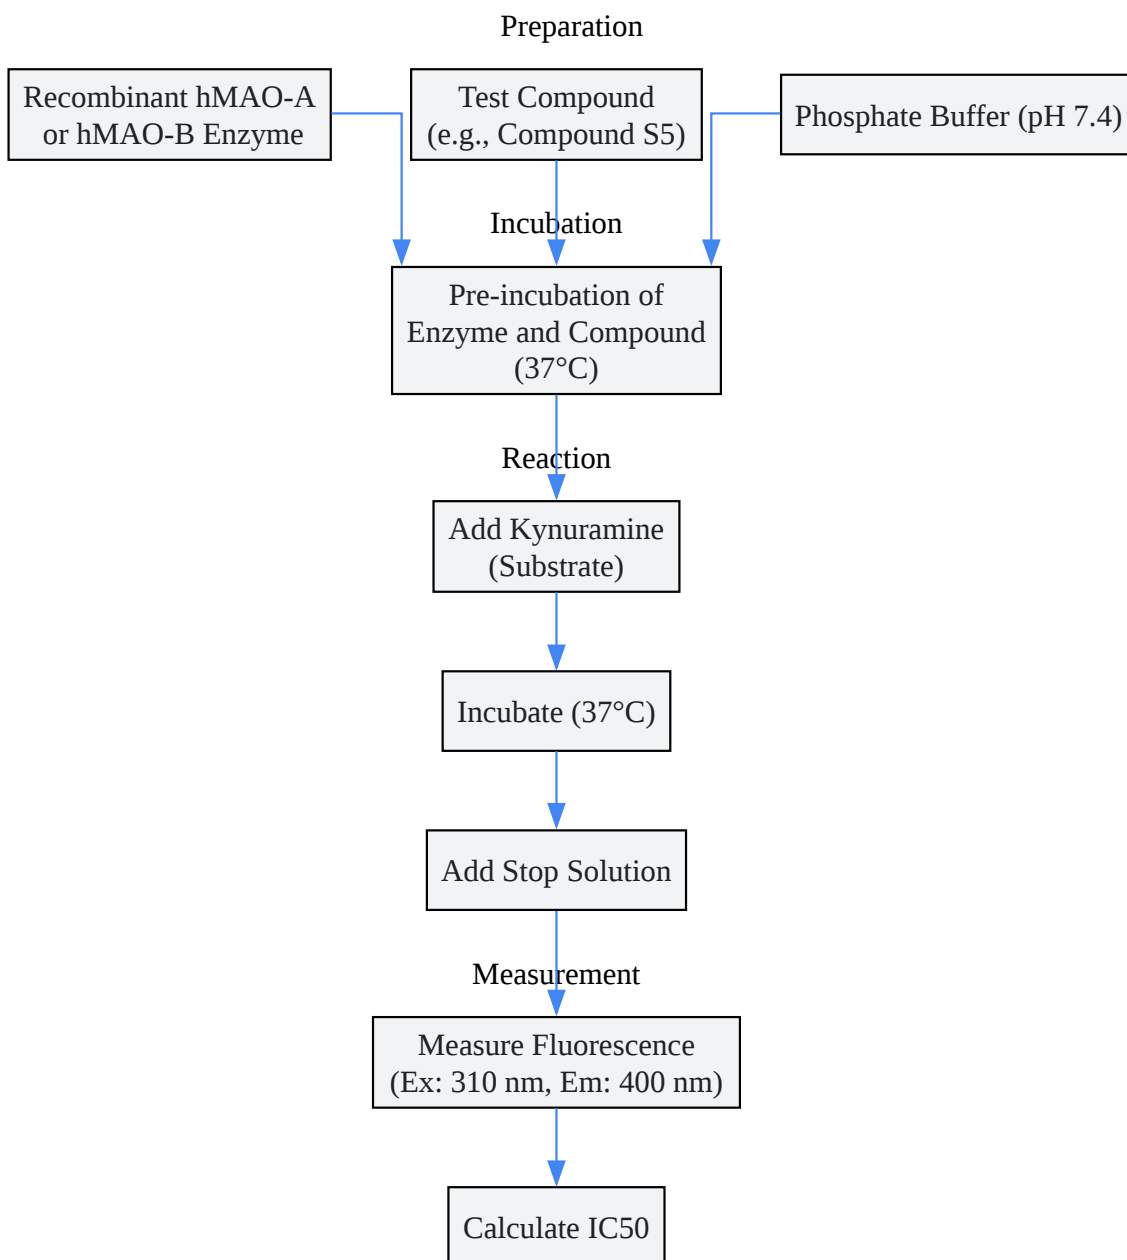 Preparation
Recombinant hMAO-A
or hMAO-B Enzyme
Test Compound
(e.g., Compound S5)
Phosphate Buffer (pH 7.4)
Incubation
Pre-incubation of
Enzyme and Compound
(37°C)
Reaction
Add Kynuramine
(Substrate)
Incubate (37°C)
Add Stop Solution
Measurement
Measure Fluorescence
(Ex: 310 nm, Em: 400 nm)
Calculate IC50